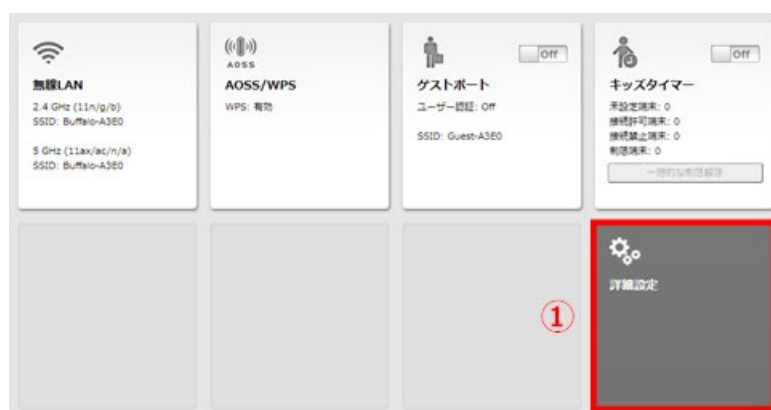 無線LAN
2.4 GHz (11n/g/b)
SSID: Buffalo-A3E0
5 GHz (11ax/ac/n/a)
SSID: Buffalo-A3E0
AOSS
AOSS/WPS
WPS: 有効
Off
ゲストポート
ユーザー認証: Off
SSID: Guest-A3E0
Off
キッズタイマー
未設定端末: 0
接続許可端末: 0
接続禁止端末: 0
制限端末: 0
一時的な制限解除
①
詳細設定